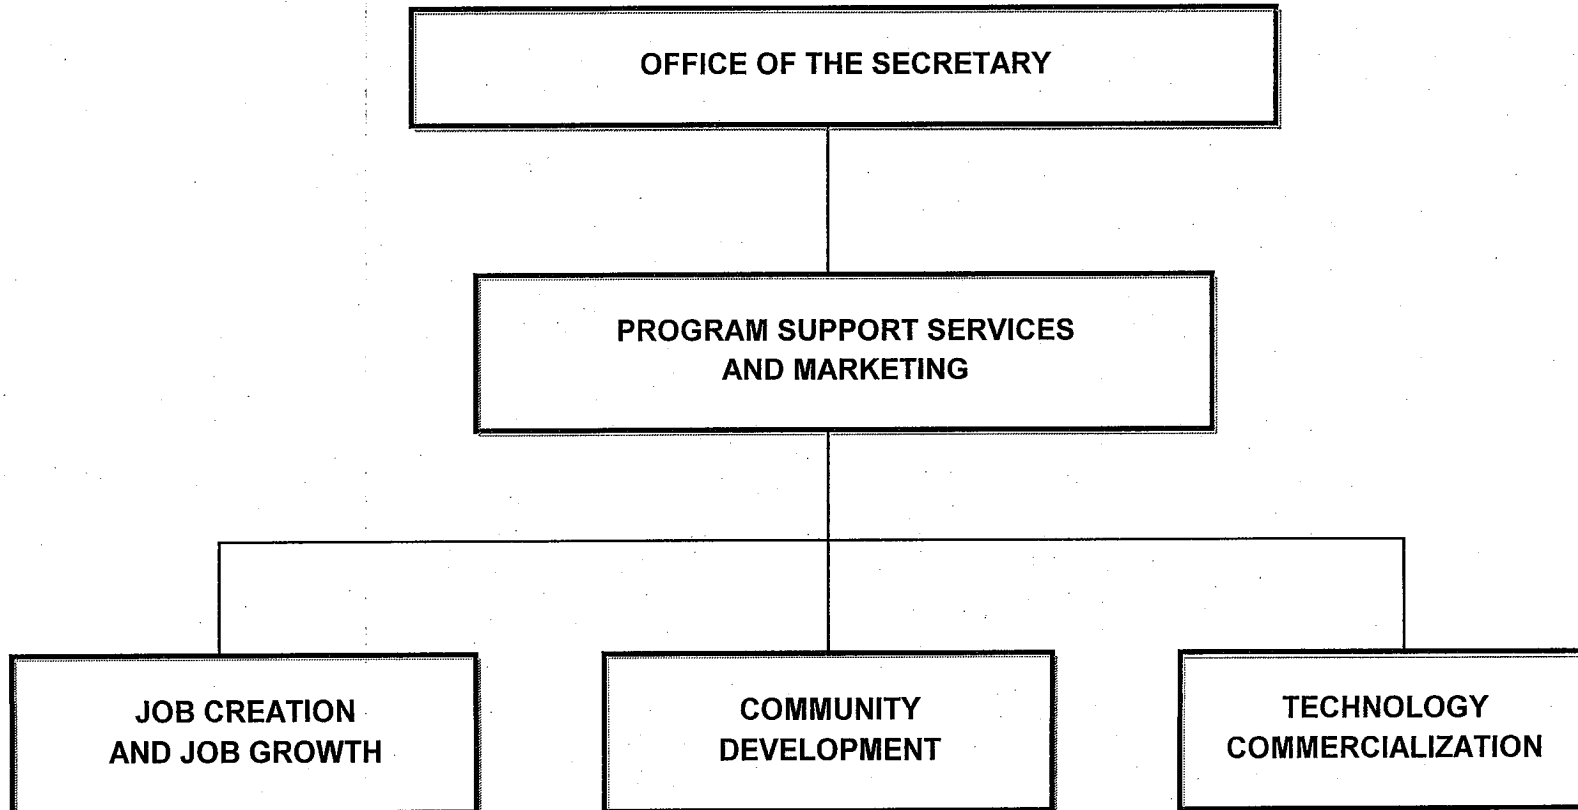 OFFICE OF THE SECRETARY
PROGRAM SUPPORT SERVICES
AND MARKETING
JOB CREATION
AND JOB GROWTH
COMMUNITY
DEVELOPMENT
TECHNOLOGY
COMMERCIALIZATION